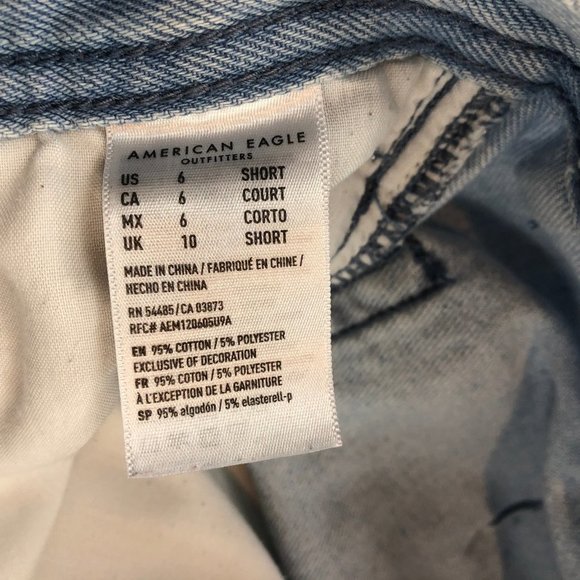 AMERICAN EAGLE
OUTFITTERS
US 6 SHORT
CA 6 COURT
MX 6 CORTO
UK 10 SHORT
MADE IN CHINA / FABRIQUÉ EN CHINE /
HECHO EN CHINA
RN 54485/CA 03873
RFC# AEM120605U9A
EN 95% COTTON / 5% POLYESTER
EXCLUSIVE OF DECORATION
FR 95% COTON / 5% POLYESTER
À L'EXCEPTION DE LA GARNITURE
SP 95% algodón / 5% elasterell-p